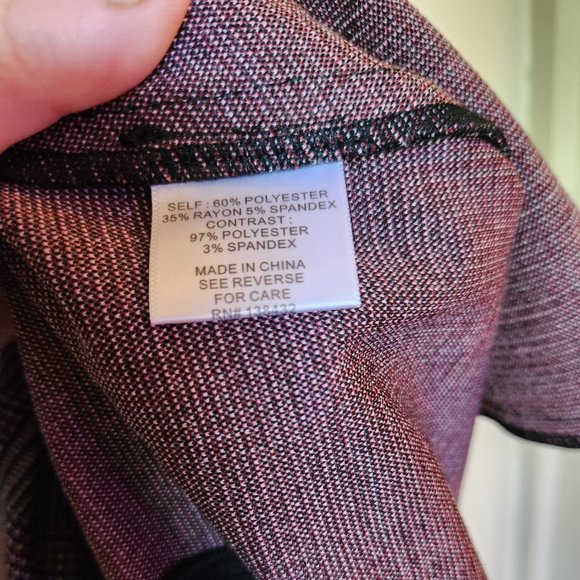 SELF : 60% POLYESTER
35% RAYON 5% SPANDEX
CONTRAST :
97% POLYESTER
3% SPANDEX
MADE IN CHINA
SEE REVERSE
FOR CARE
RN# 138432